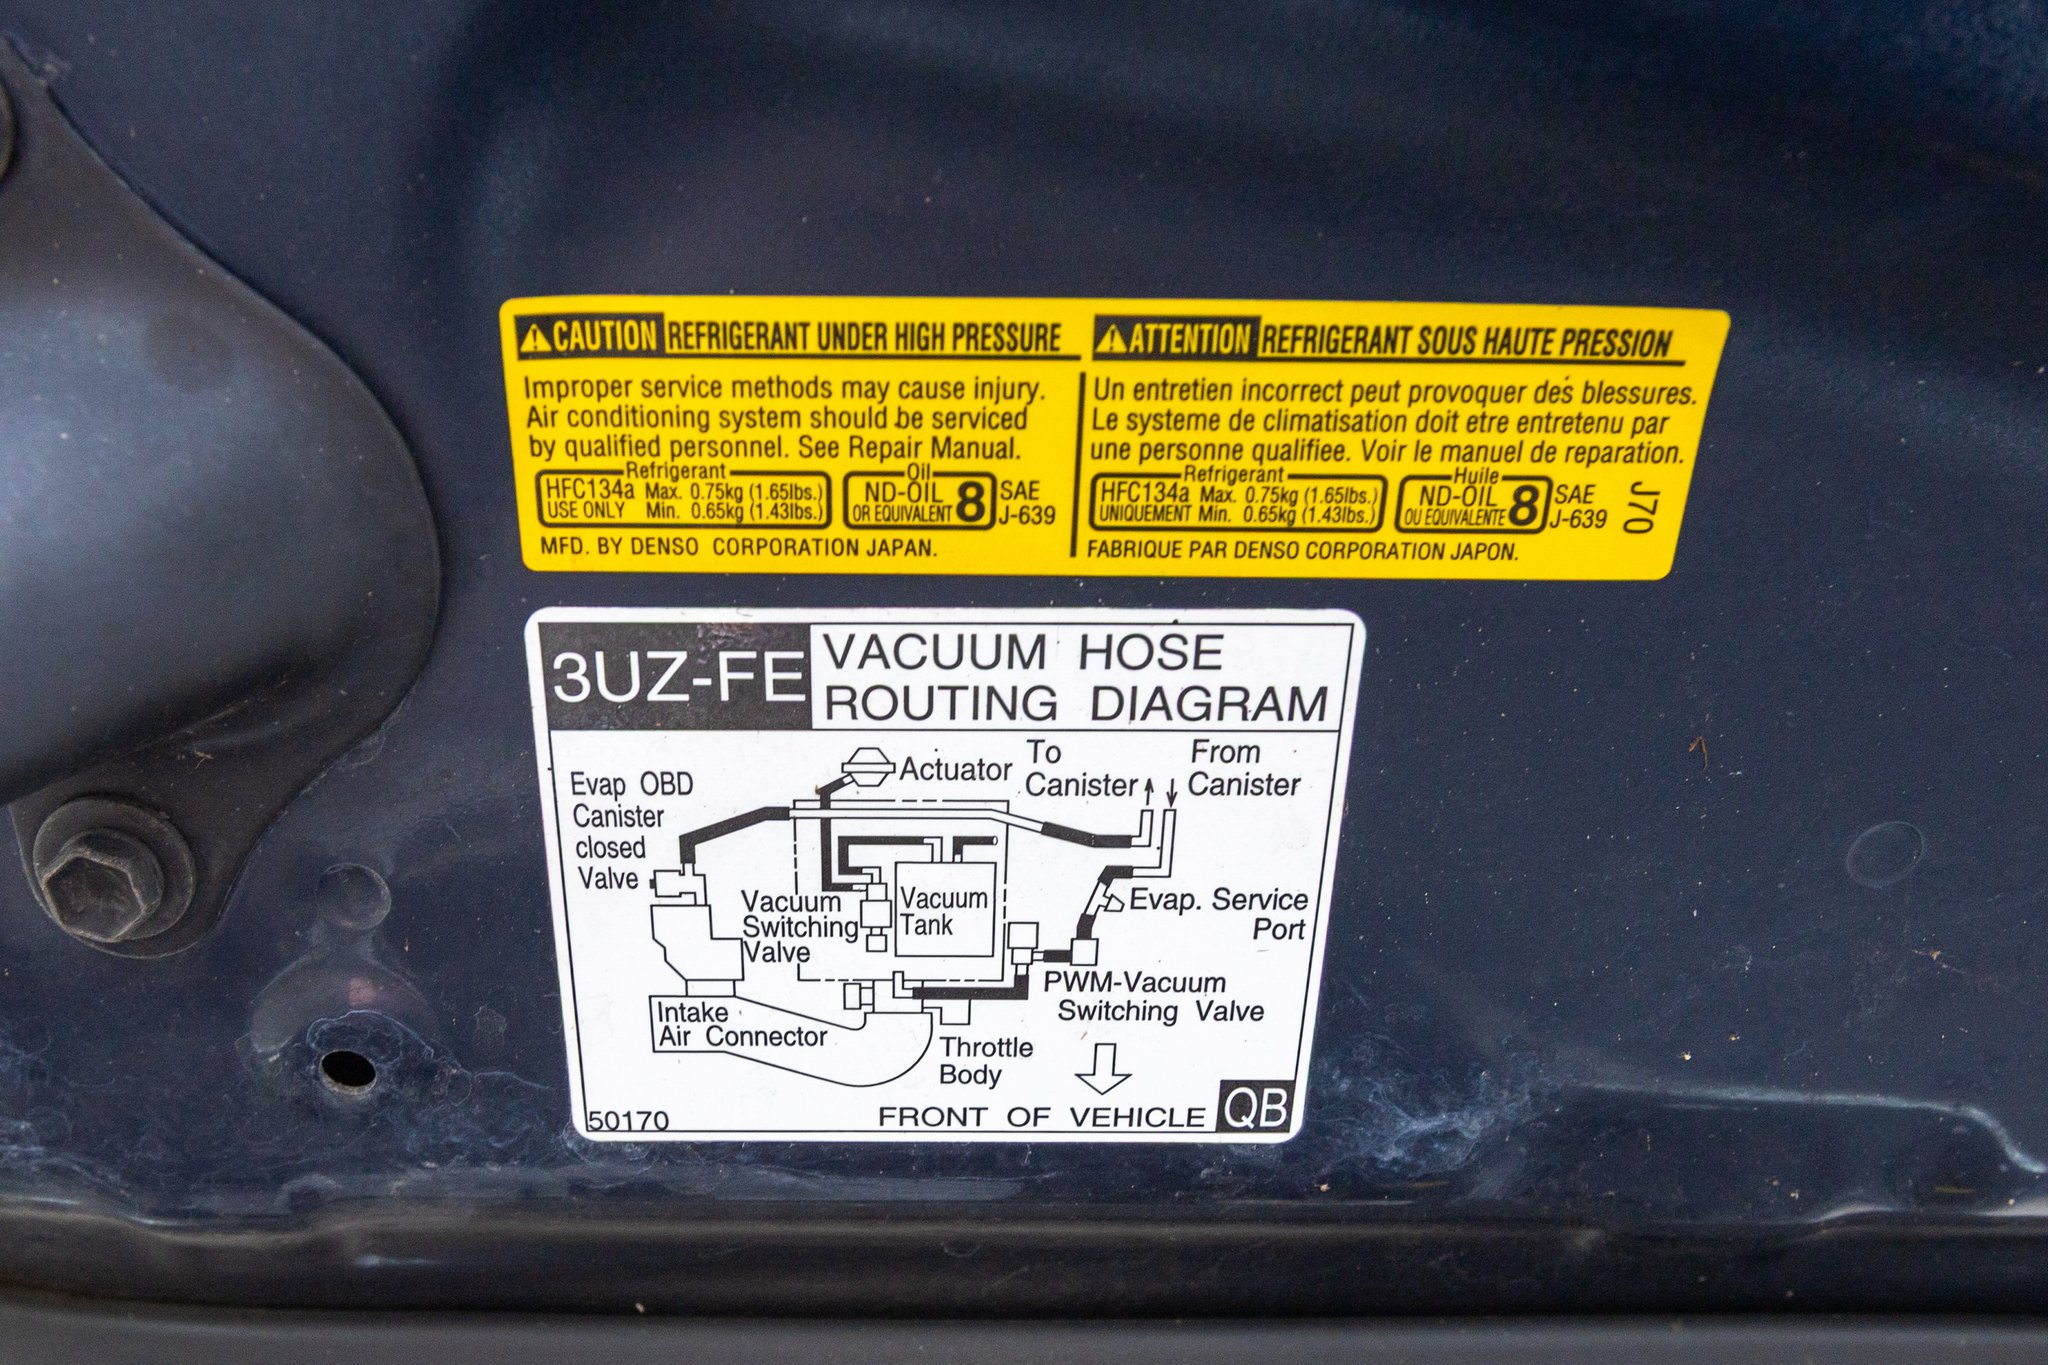 CAUTION REFRIGERANT UNDER HIGH PRESSURE
Improper service methods may cause injury.
Air conditioning system should be serviced
by qualified personnel. See Repair Manual.
Refrigerant
HFC134a Max. 0.75kg (1.65lbs.)
USE ONLY Min. 0.65kg (1.43lbs.)
Oil
ND-OIL 8
OR EQUIVALENT
SAE
J-639
MFD. BY DENSO CORPORATION JAPAN.
ATTENTION REFRIGERANT SOUS HAUTE PRESSION
Un entretien incorrect peut provoquer des blessures.
Le systeme de climatisation doit etre entretenu par
une personne qualifiee. Voir le manuel de reparation.
Refrigerant
HFC134a Max. 0.75kg (1.65lbs.)
UNIQUEMENT Min. 0.65kg (1.43lbs.)
Huile
ND-OIL 8
OU EQUIVALENTE
SAE
J-639
J70
FABRIQUE PAR DENSO CORPORATION JAPON.
3UZ-FE
VACUUM HOSE
ROUTING DIAGRAM
Evap OBD
Canister
closed
Valve
Actuator
To
Canister
From
Canister
Vacuum
Switching
Valve
Vacuum
Tank
Evap. Service
Port
PWM-Vacuum
Switching Valve
Intake
Air Connector
Throttle
Body
50170
FRONT OF VEHICLE
QB